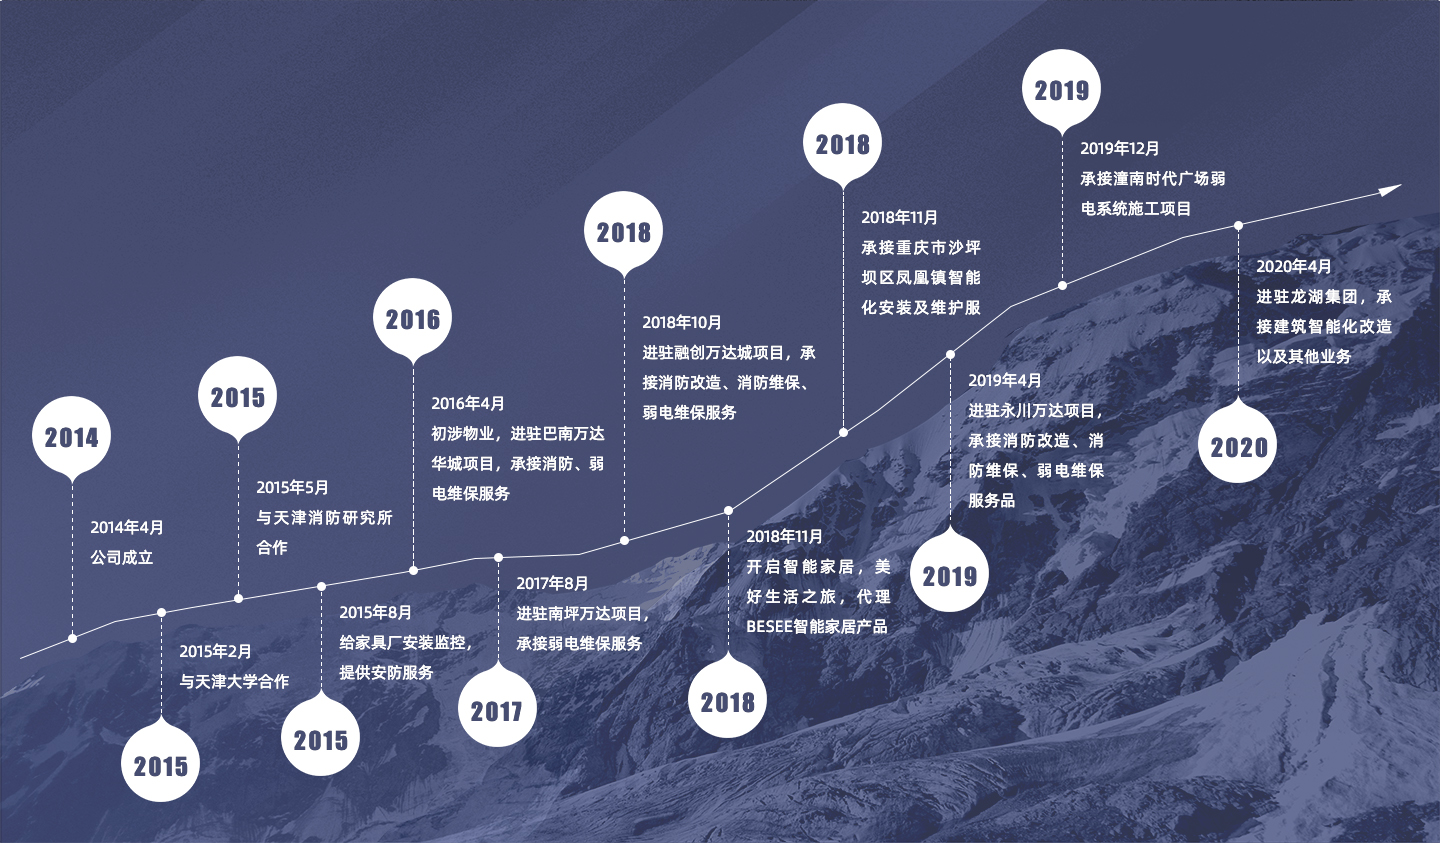 2014
2014年4月
公司成立
2015
2015年2月
与天津大学合作
2015
2015年5月
与天津消防研究所
合作
2015
2015年8月
给家具厂安装监控，
提供安防服务
2016
2016年4月
初涉物业，进驻巴南万达
华城项目，承接消防、弱
电维保服务
2017
2017年8月
进驻南坪万达项目，
承接弱电维保服务
2018
2018年10月
进驻融创万达城项目，承
接消防改造、消防维保、
弱电维保服务
2018
2018年11月
开启智能家居，美
好生活之旅，代理
BESEE智能家居产品
2018
2018年11月
承接重庆市沙坪
坝区凤凰镇智能
化安装及维护服
2019
2019年4月
进驻永川万达项目，
承接消防改造、消
防维保、弱电维保
服务品
2019
2019年12月
承接潼南时代广场弱
电系统施工项目
2020
2020年4月
进驻龙湖集团，承
接建筑智能化改造
以及其他业务